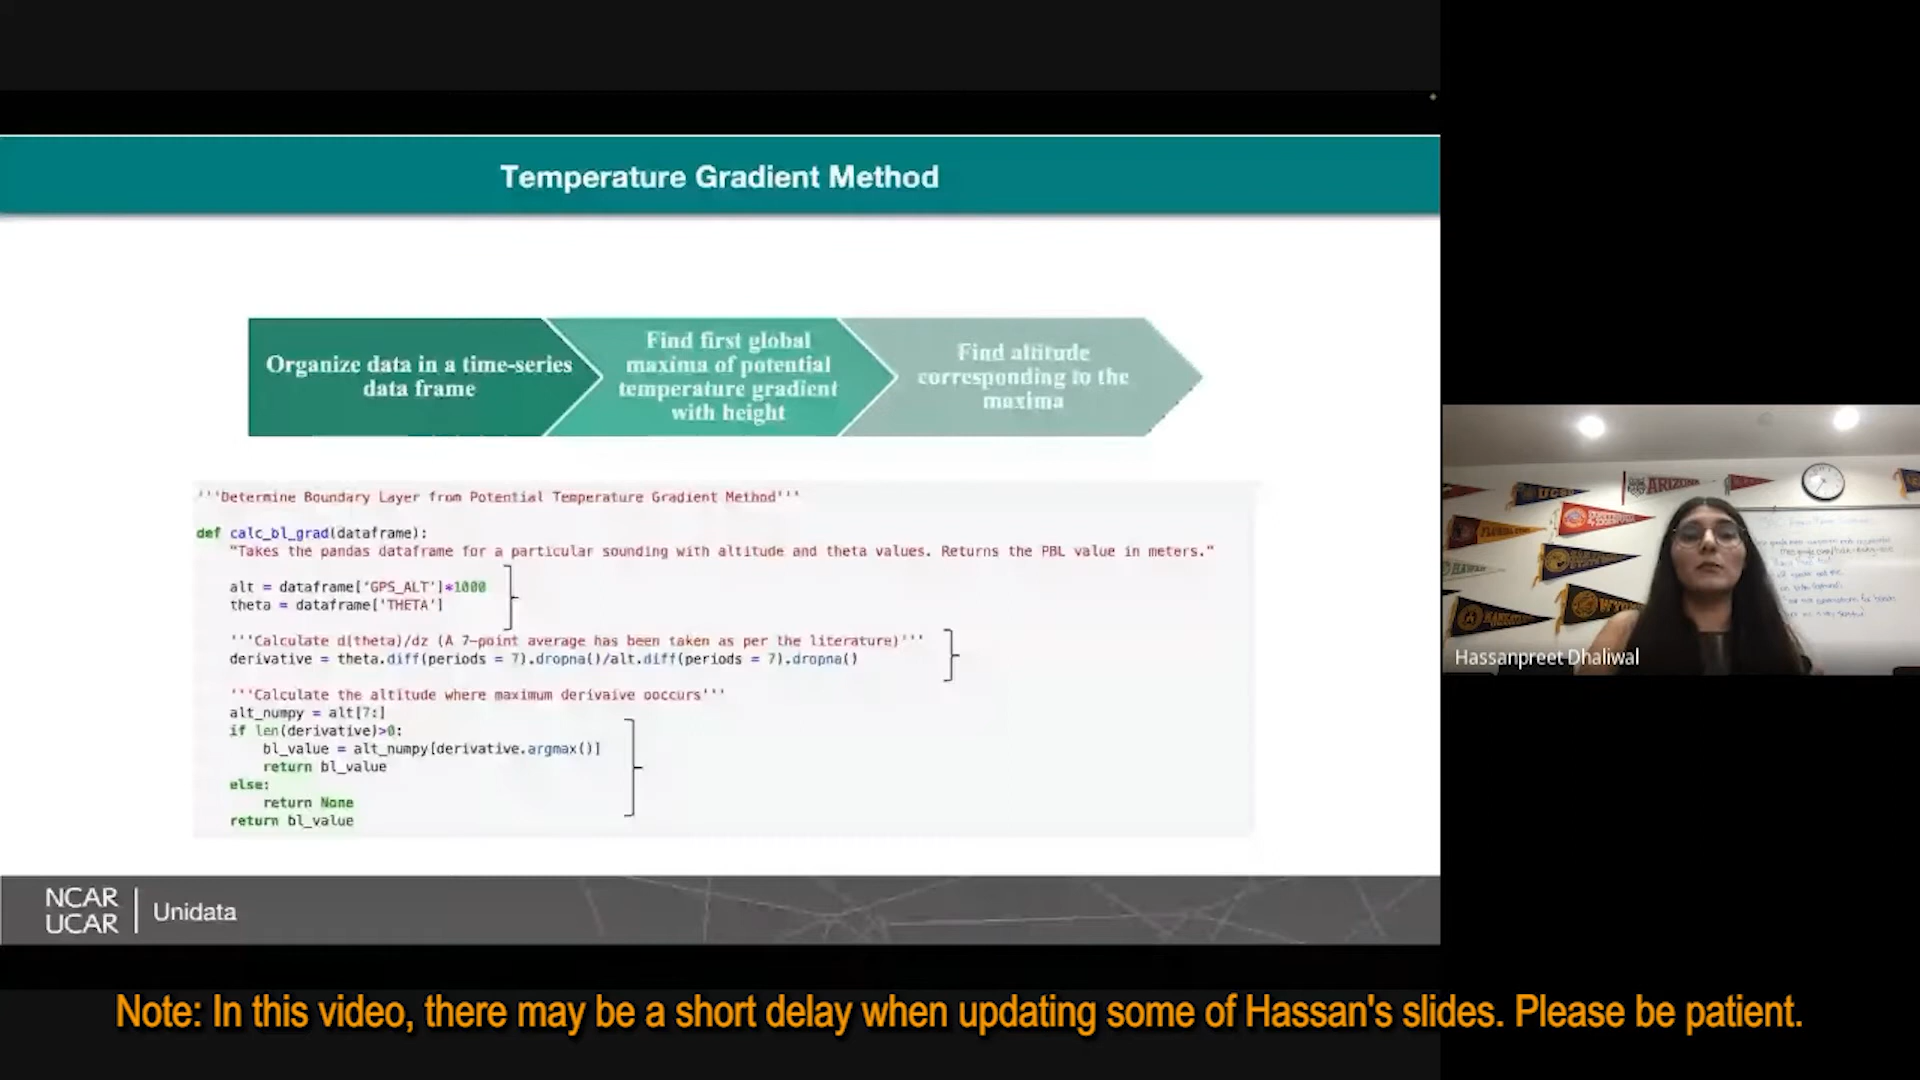 Temperature Gradient Method
Organize data in a time-series
data frame
Find first global
maxima of potential
temperature gradient
with height
Find altitude
corresponding to the
maxima
'''Determine Boundary Layer from Potential Temperature Gradient Method'''
def calc_bl_grad(dataframe):
"Takes the pandas dataframe for a particular sounding with altitude and theta values. Returns the PBL value in meters."
alt = dataframe['GPS_ALT']*1000
theta = dataframe['THETA']
'''Calculate d(theta)/dz (A 7-point average has been taken as per the literature)'''
derivative = theta.diff(periods = 7).dropna()/alt.diff(periods = 7).dropna()
'''Calculate the altitude where maximum derivaive ooccurs'''
alt_numpy = alt[7:]
if len(derivative)>0:
bl_value = alt_numpy[derivative.argmax()]
return bl_value
else:
return None
return bl_value
NCAR
UCAR
Unidata
UCSD
ARIZONA
FLORIDA
HAWAII
KANSAS
WYO
Hassanpreet Dhaliwal
Note: In this video, there may be a short delay when updating some of Hassan's slides. Please be patient.